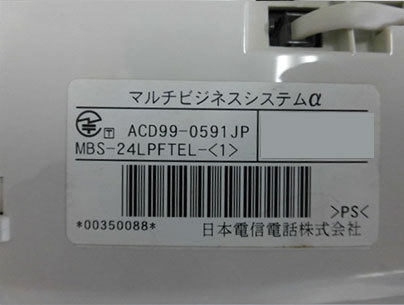 マルチビジネスシステムα
T ACD99-0591JP
MBS-24LPFTEL-<1>
*00350088*
>PS<
日本電信電話株式会社